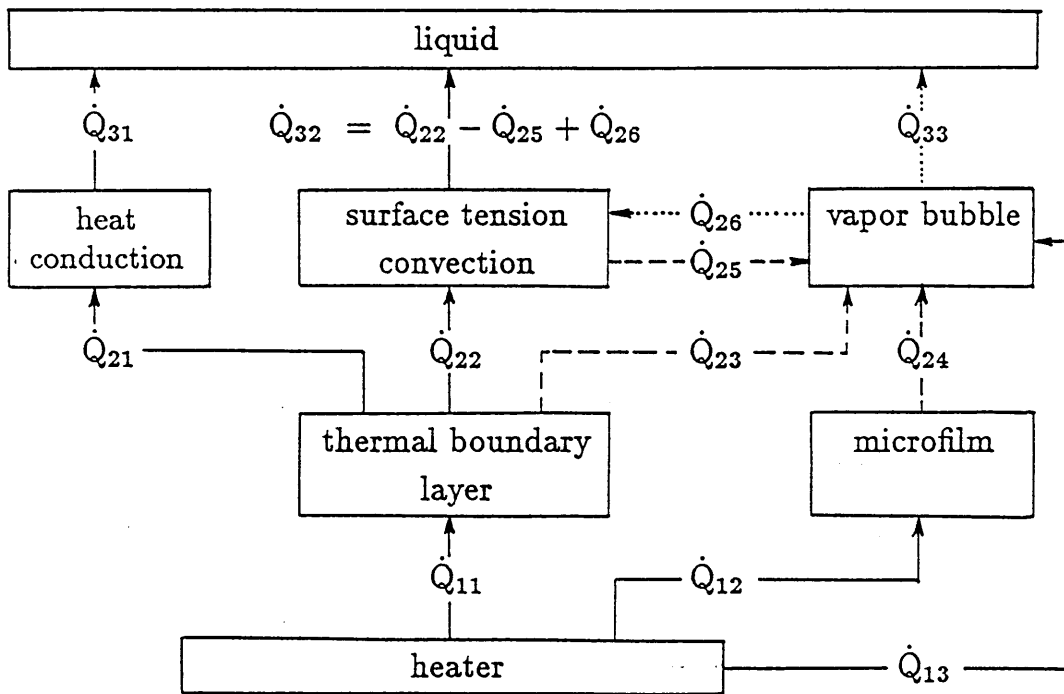 liquid
Q̇₃₁
Q̇₃₂ = Q̇₂₂ − Q̇₂₅ + Q̇₂₆
Q̇₃₃
heat
conduction
surface tension
convection
Q̇₂₆
Q̇₂₅
vapor bubble
Q̇₂₁
Q̇₂₂
Q̇₂₃
Q̇₂₄
thermal boundary
layer
microfilm
Q̇₁₁
Q̇₁₂
heater
Q̇₁₃